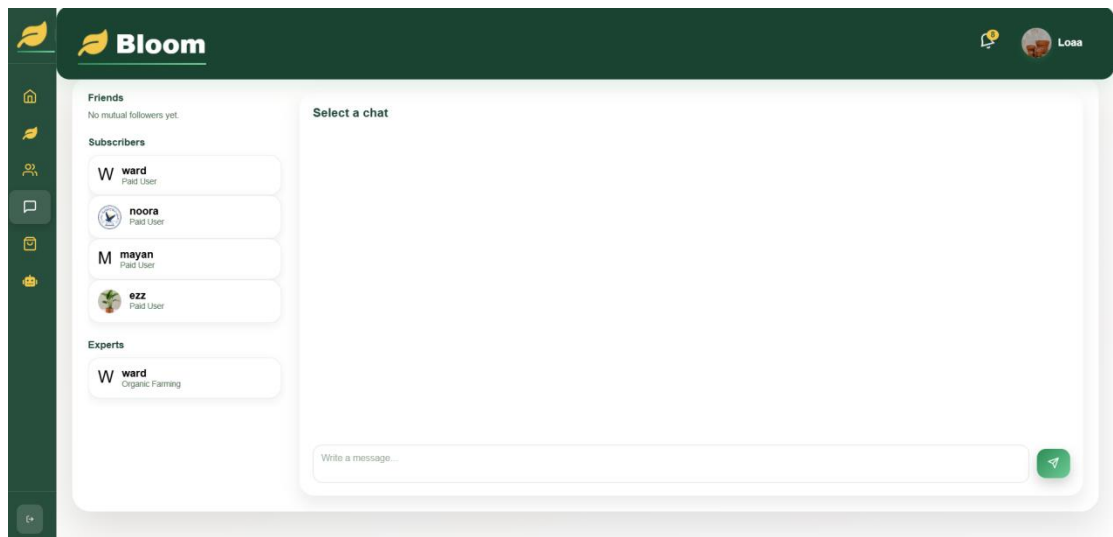 Bloom
8
Loaa
Friends
No mutual followers yet.
Subscribers
W ward
Paid User
noora
Paid User
M mayan
Paid User
ezz
Paid User
Experts
W ward
Organic Farming
Select a chat
Write a message...